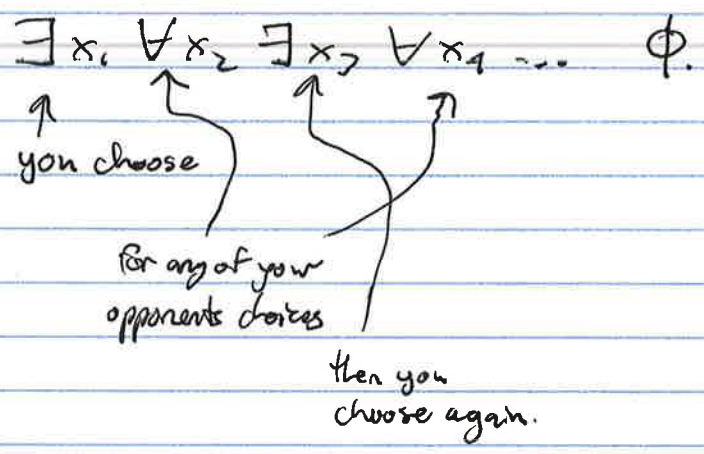 ∃x₁ ∀x₂ ∃x₃ ∀x₄ ... ϕ.
you choose
for any of your
opponents choices
then you
choose again.